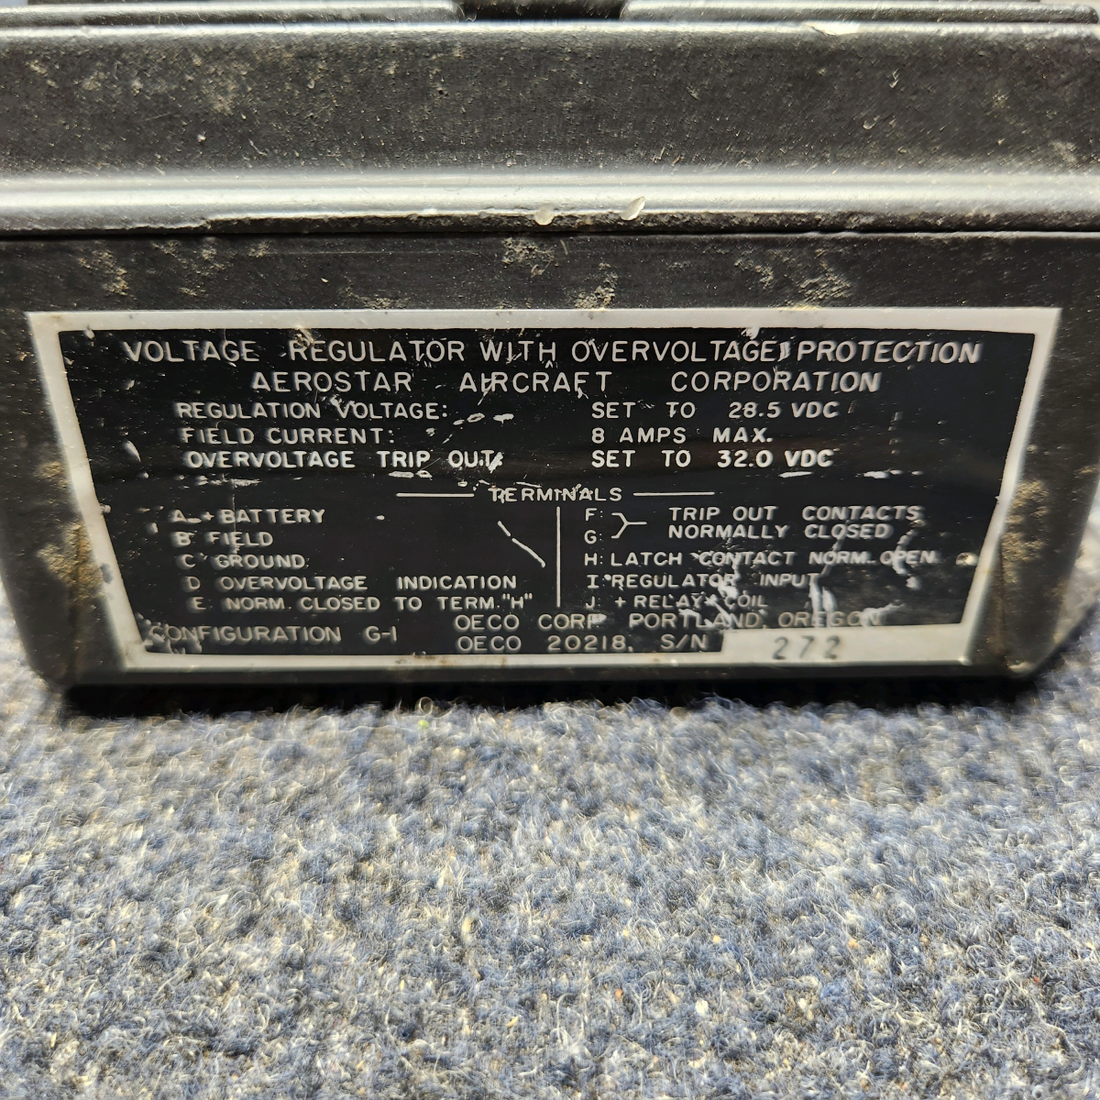 VOLTAGE REGULATOR WITH OVERVOLTAGE PROTECTION
AEROSTAR AIRCRAFT CORPORATION
REGULATION VOLTAGE: SET TO 28.5 VDC
FIELD CURRENT: 8 AMPS MAX.
OVERVOLTAGE TRIP OUT: SET TO 32.0 VDC
TERMINALS
A + BATTERY
B FIELD
C GROUND
D OVERVOLTAGE INDICATION
E NORM. CLOSED TO TERM. "H"
F: TRIP OUT CONTACTS
G: NORMALLY CLOSED
H: LATCH CONTACT NORM. OPEN
I: REGULATOR INPUT
J: + RELAY COIL
CONFIGURATION G-1
OECO CORP. PORTLAND, OREGON
OECO 20218, S/N 272